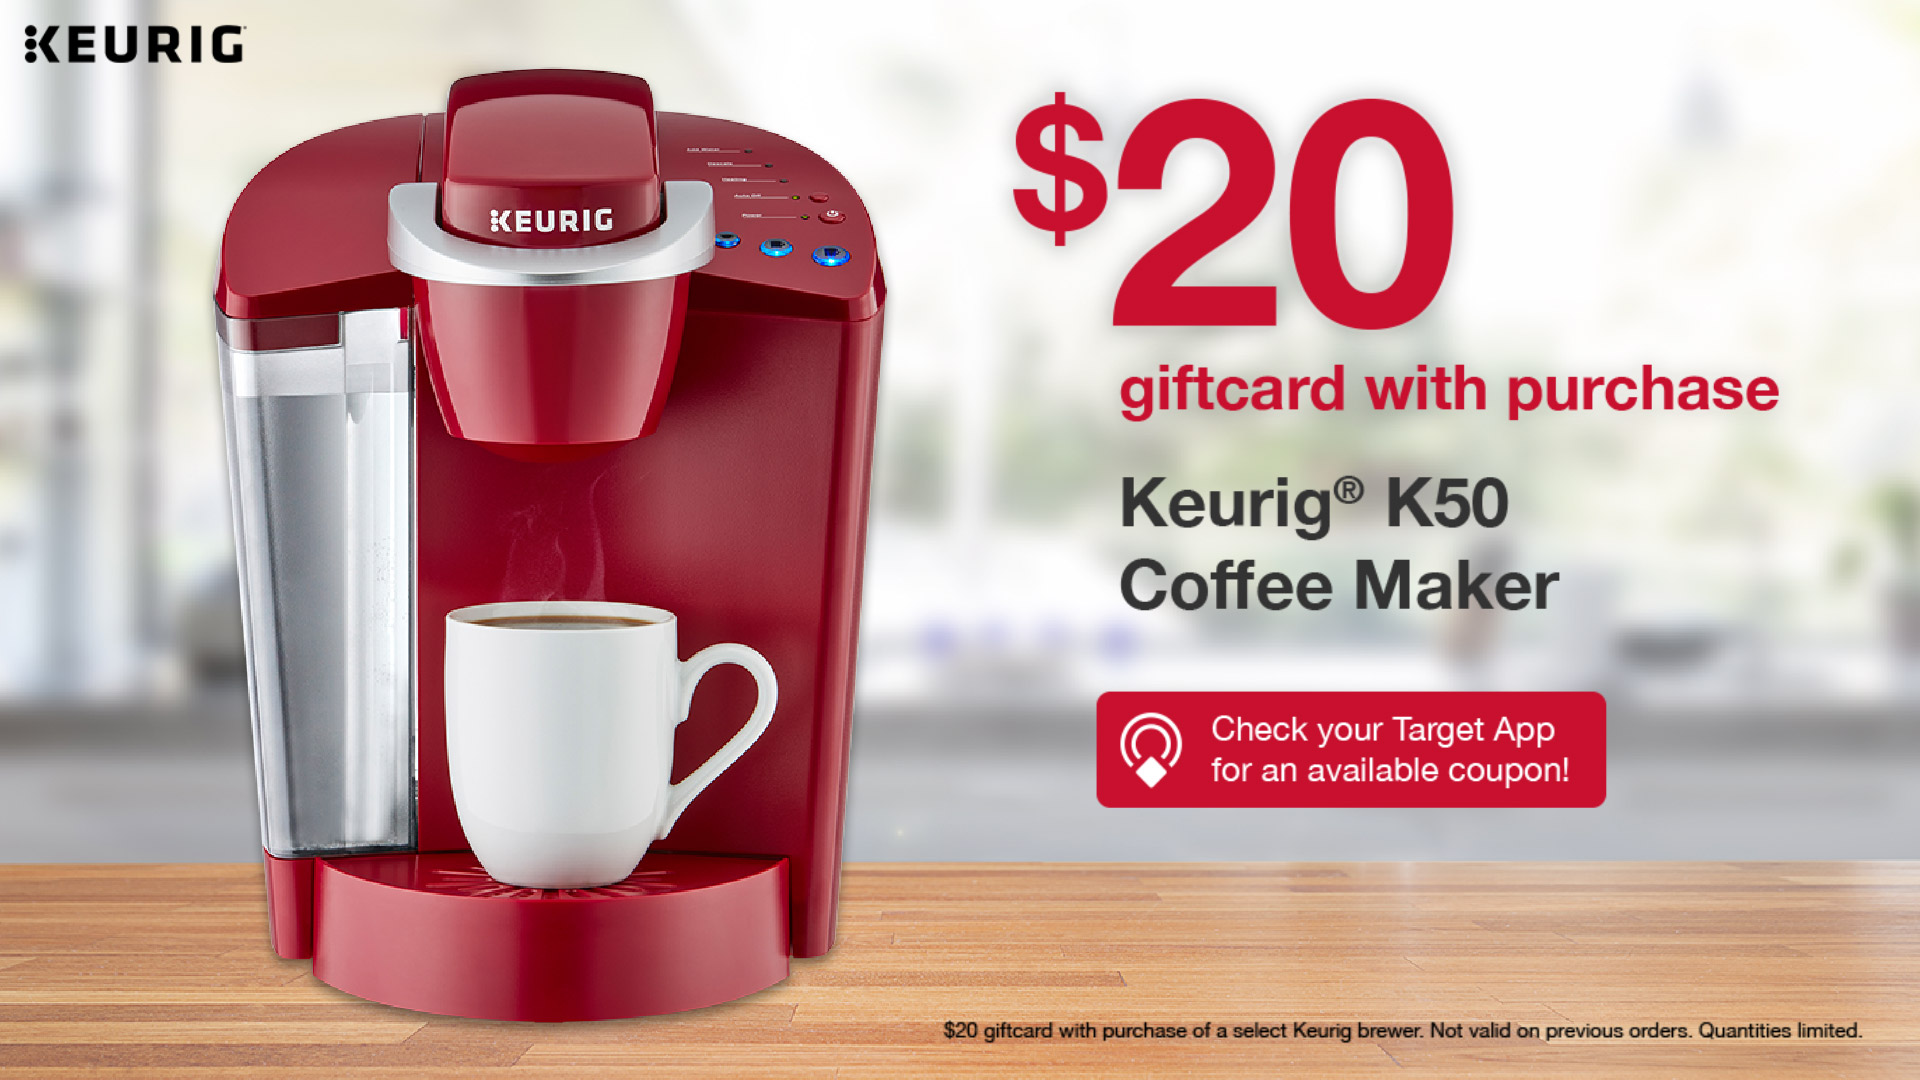 KEURIG
KEURIG
$20
giftcard with purchase
Keurig® K50
Coffee Maker
Check your Target App
for an available coupon!
$20 giftcard with purchase of a select Keurig brewer. Not valid on previous orders. Quantities limited.